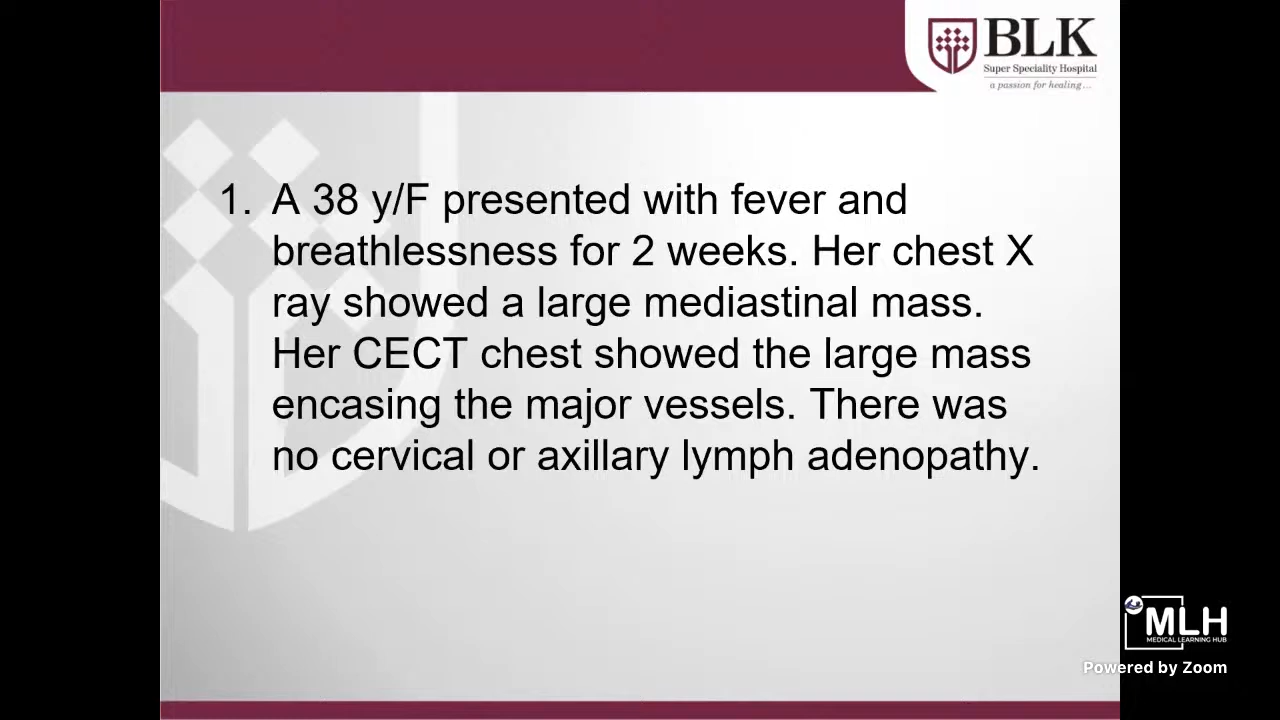 BLK
Super Speciality Hospital
a passion for healing...
1. A 38 y/F presented with fever and
breathlessness for 2 weeks. Her chest X
ray showed a large mediastinal mass.
Her CECT chest showed the large mass
encasing the major vessels. There was
no cervical or axillary lymph adenopathy.
MLH
MEDICAL LEARNING HUB
Powered by Zoom